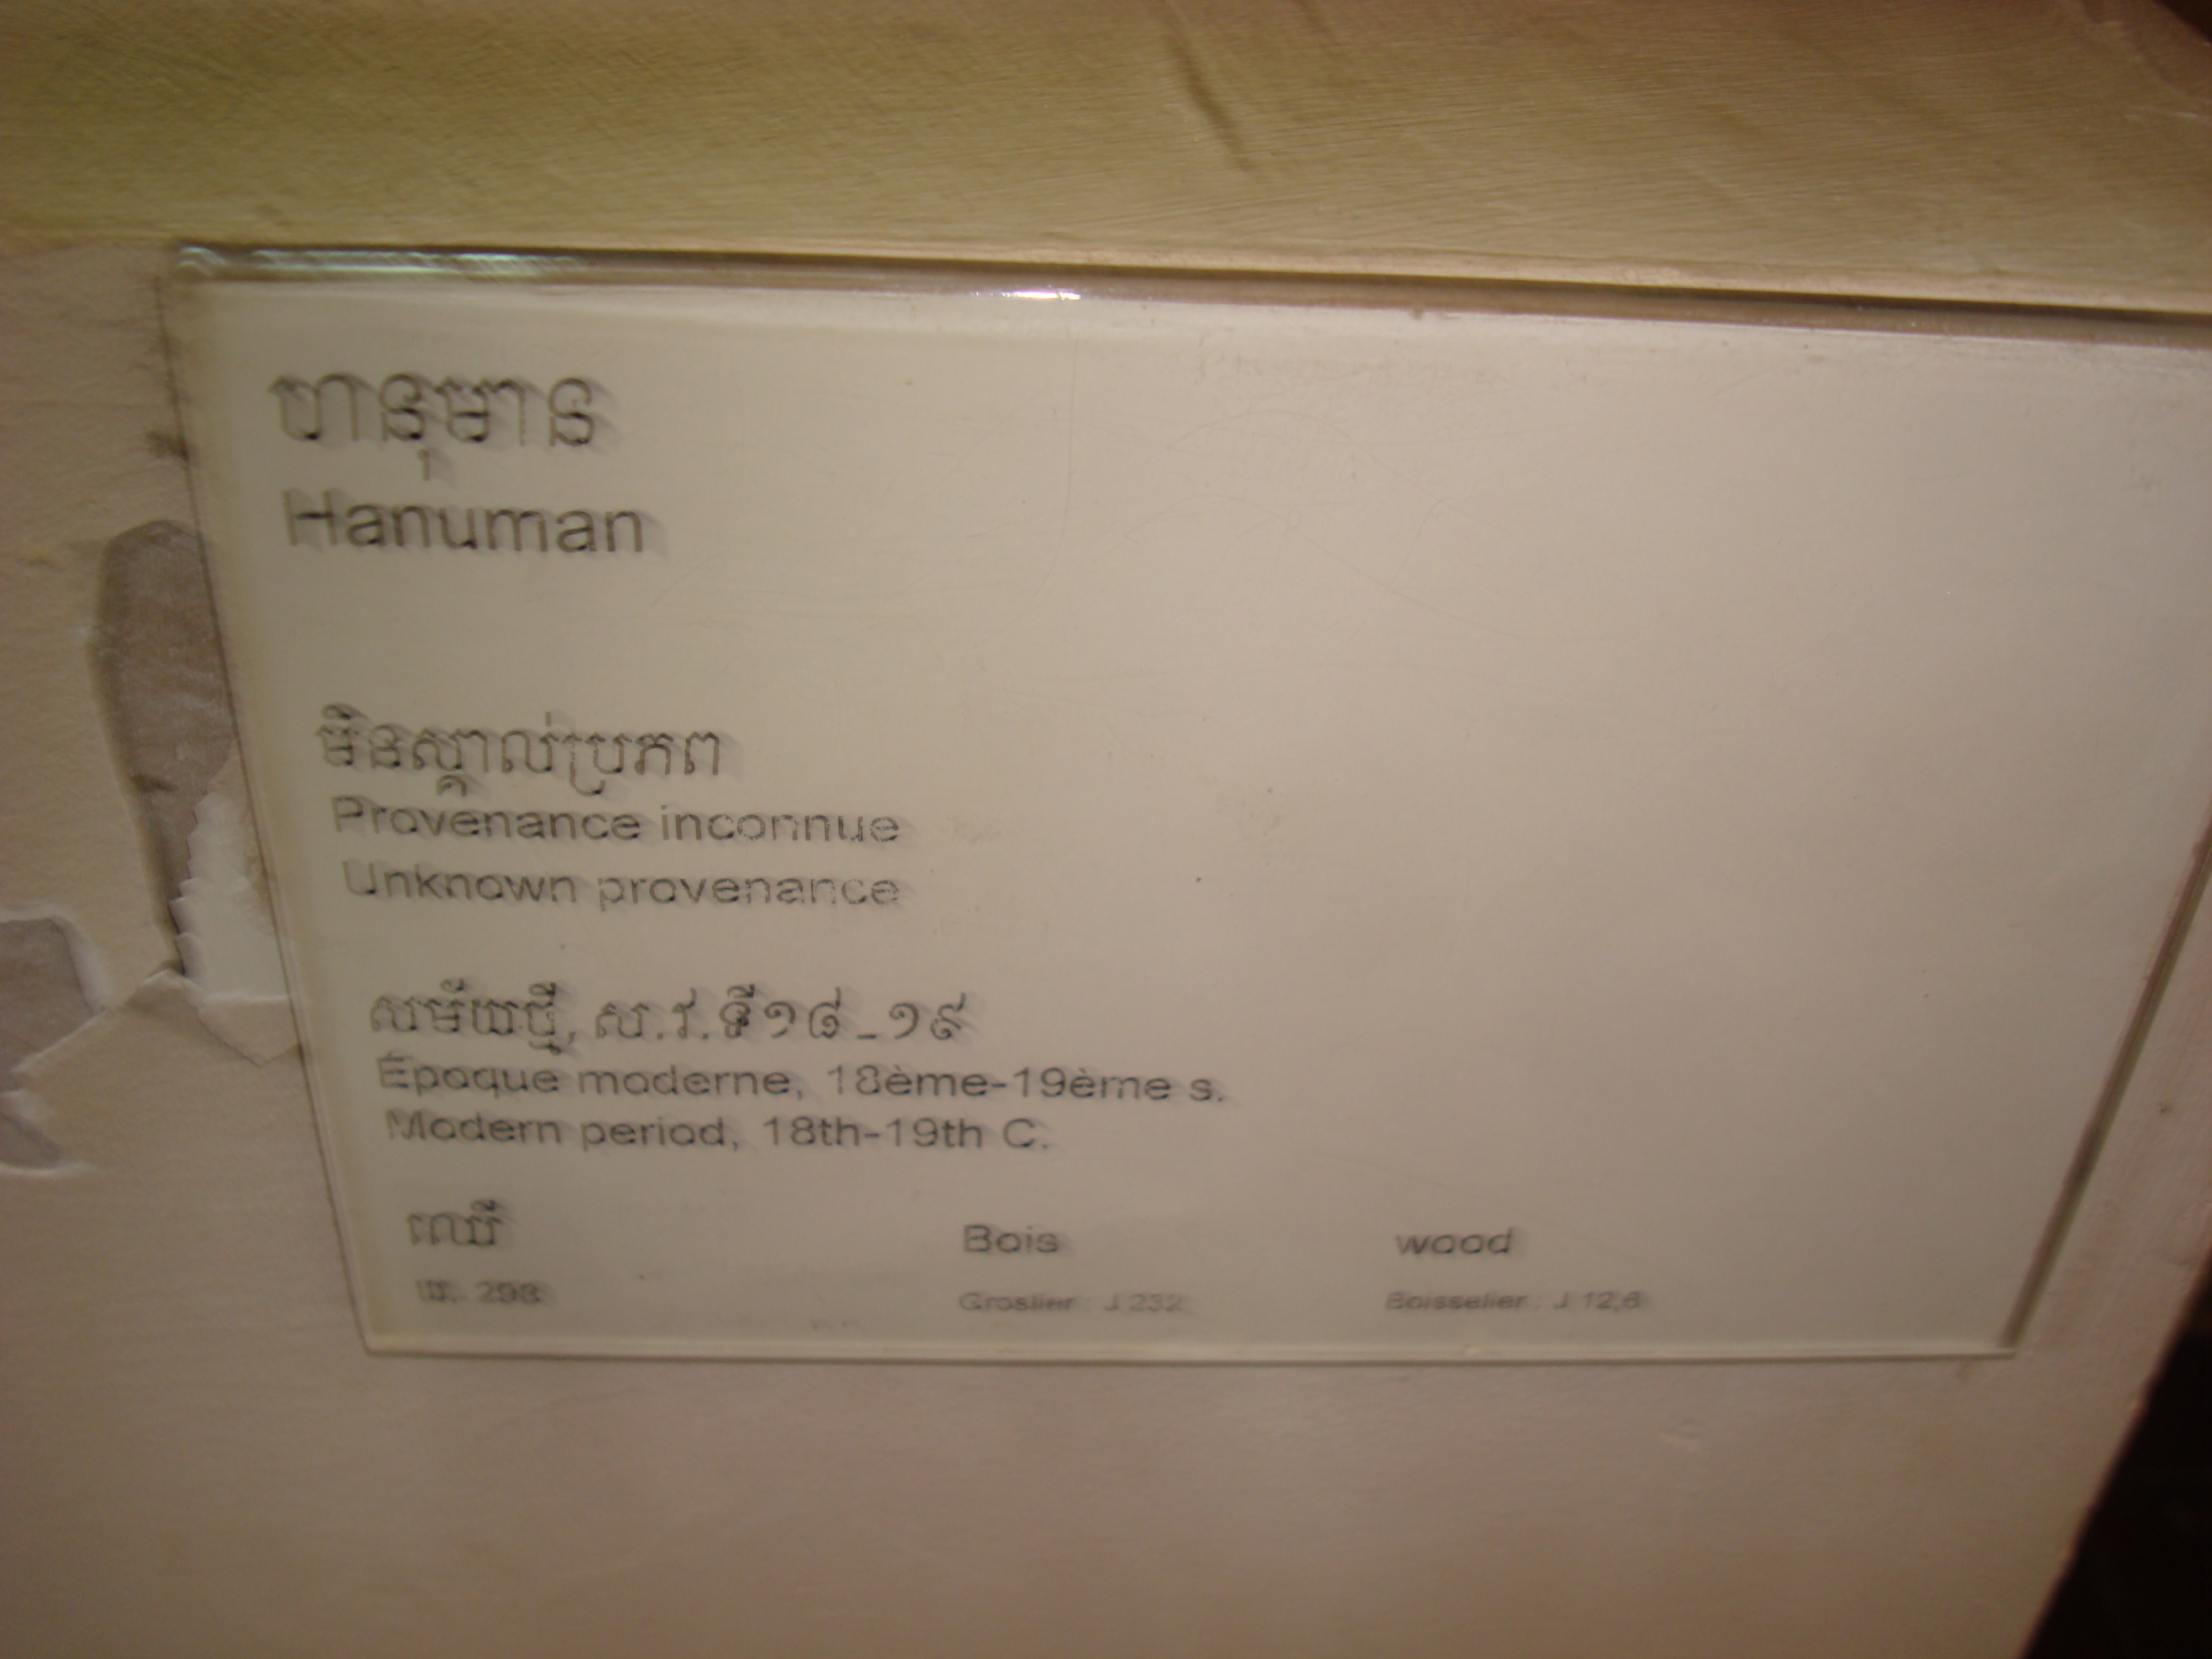 ហានុមាន
Hanuman
មិនស្គាល់ប្រភព
Provenance inconnue
Unknown provenance
សម័យថ្មី, ស.វ.ទី១៨-១៩
Époque moderne, 18ème-19ème s.
Modern period, 18th-19th C.
ឈើ Bois wood
Groslier : J 232 Boisselier : J 12,6